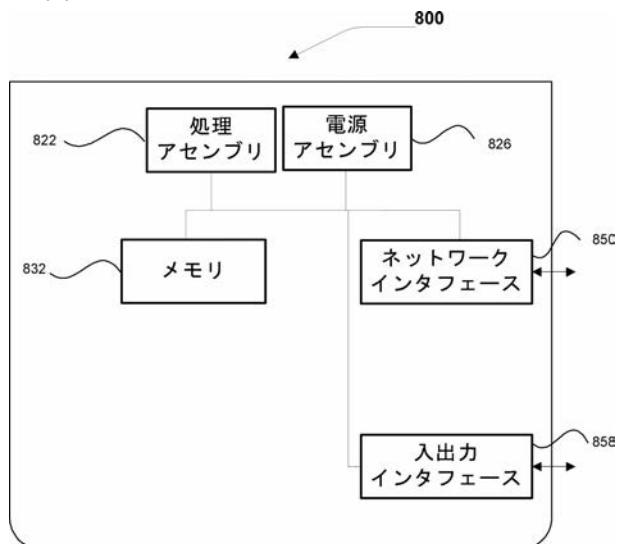 800
処理
アセンブリ
電源
アセンブリ
822
826
832
メモリ
ネットワーク
インタフェース
850
入出力
インタフェース
858